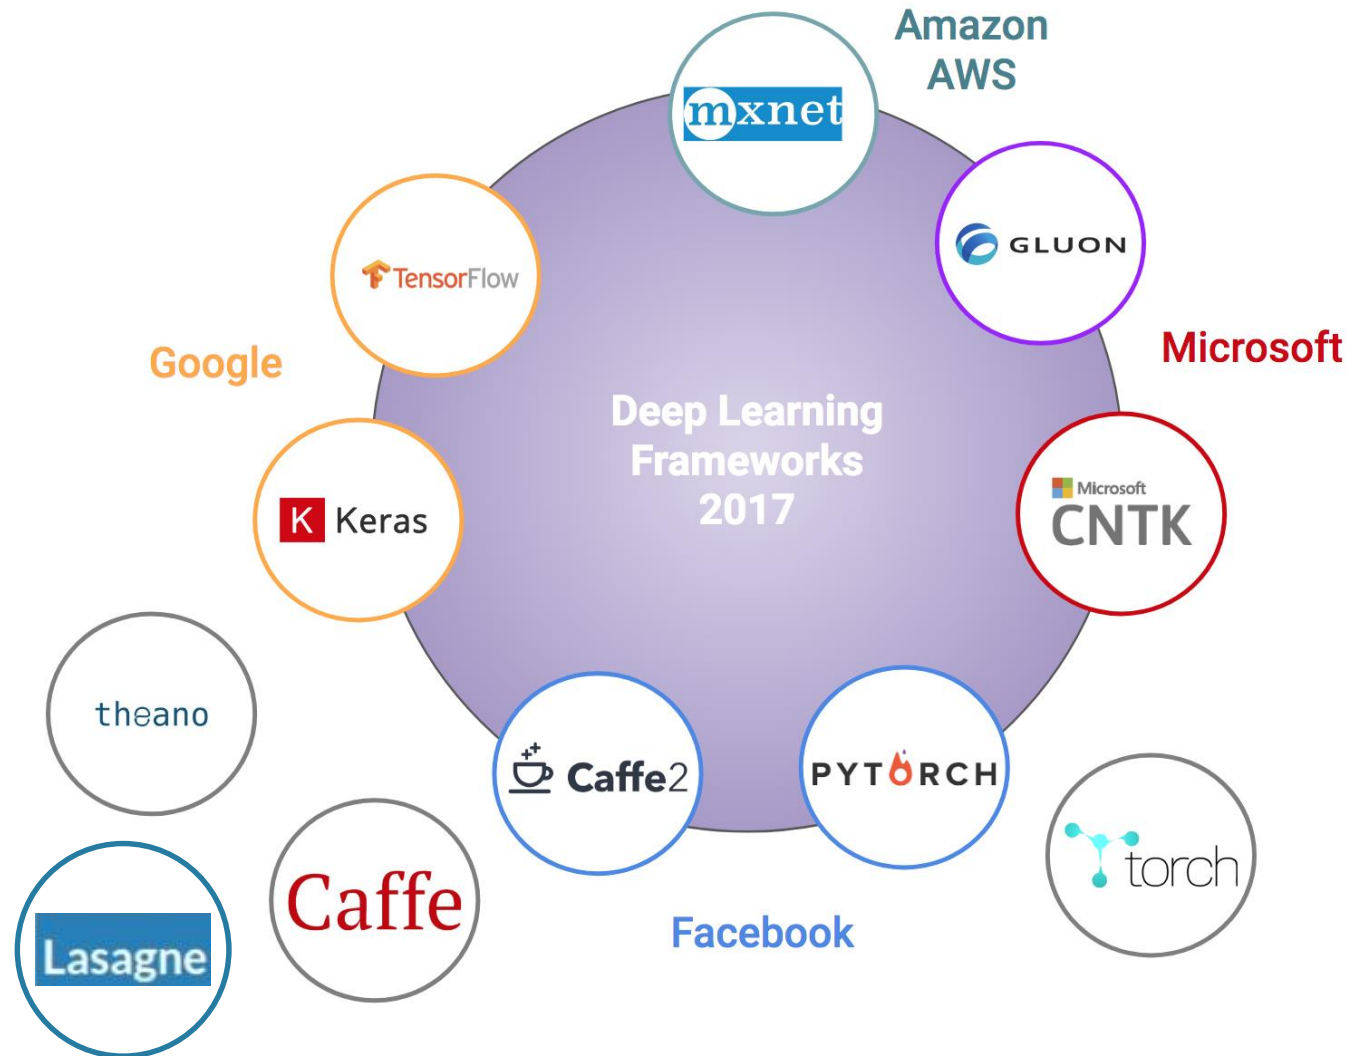 Amazon
AWS
mxnet
GLUON
TensorFlow
Google
Microsoft
Deep Learning
Frameworks
2017
K Keras
Microsoft
CNTK
theano
Caffe2
PYTORCH
torch
Caffe
Facebook
Lasagne